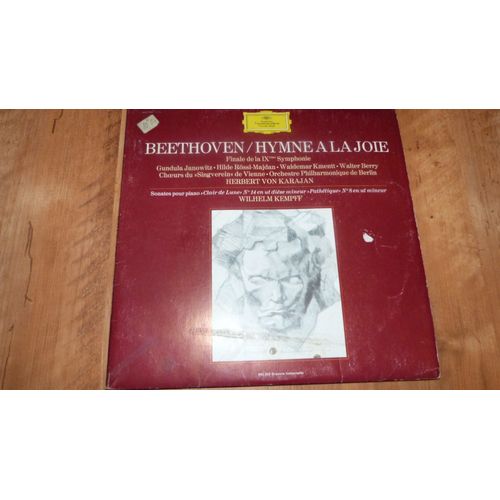 BEETHOVEN / HYMNE A LA JOIE
Finale de la IXème Symphonie
Gundula Janowitz • Hilde Rössl-Majdan • Waldemar Kmentt • Walter Berry
Chœurs du «Singverein» de Vienne • Orchestre Philharmonique de Berlin
HERBERT VON KARAJAN
Sonates pour piano «Clair de Lune» N° 14 en ut dièse mineur «Pathétique» N° 8 en ut mineur
WILHELM KEMPFF